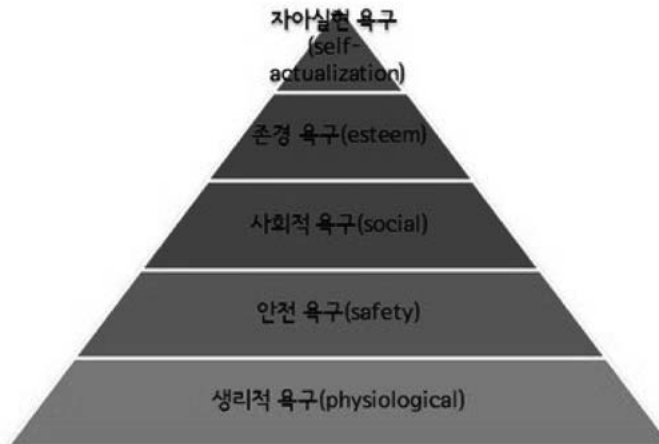 자아실현 욕구
(self-
actualization)
존경 욕구(esteem)
사회적 욕구(social)
안전 욕구(safety)
생리적 욕구(physiological)